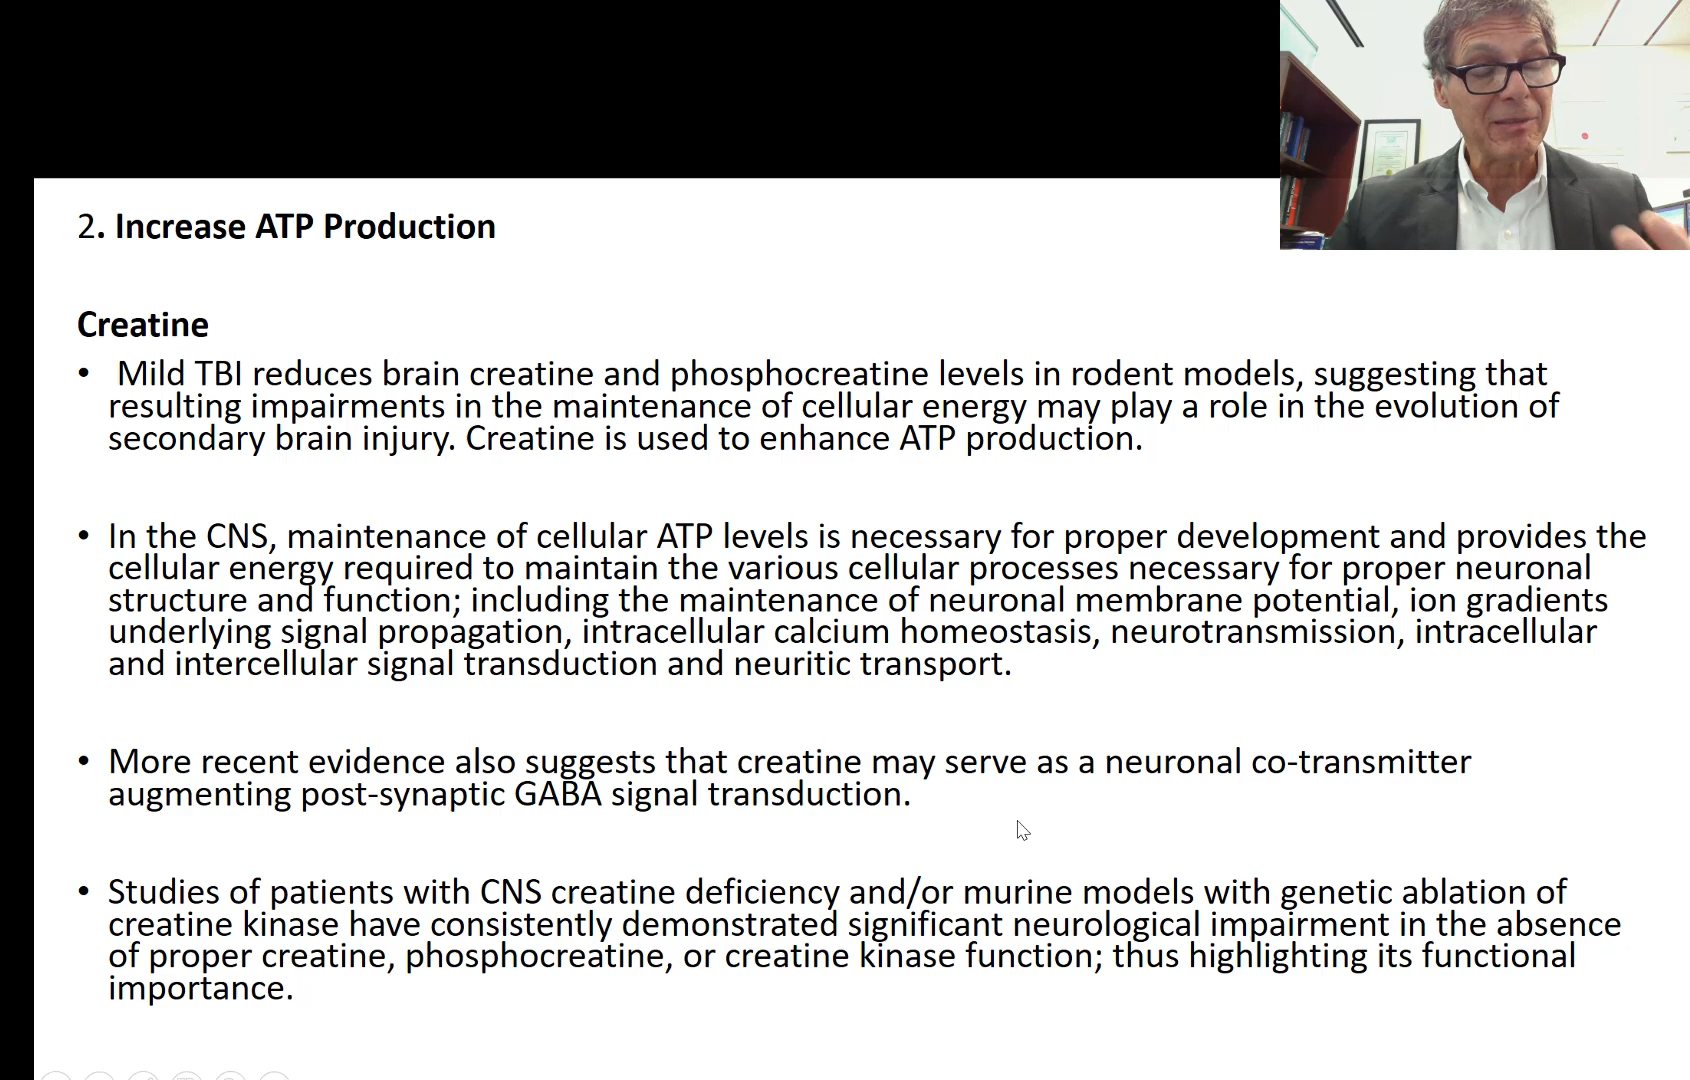 2. Increase ATP Production
Creatine
• Mild TBI reduces brain creatine and phosphocreatine levels in rodent models, suggesting that
resulting impairments in the maintenance of cellular energy may play a role in the evolution of
secondary brain injury. Creatine is used to enhance ATP production.
• In the CNS, maintenance of cellular ATP levels is necessary for proper development and provides the
cellular energy required to maintain the various cellular processes necessary for proper neuronal
structure and function; including the maintenance of neuronal membrane potential, ion gradients
underlying signal propagation, intracellular calcium homeostasis, neurotransmission, intracellular
and intercellular signal transduction and neuritic transport.
• More recent evidence also suggests that creatine may serve as a neuronal co-transmitter
augmenting post-synaptic GABA signal transduction.
• Studies of patients with CNS creatine deficiency and/or murine models with genetic ablation of
creatine kinase have consistently demonstrated significant neurological impairment in the absence
of proper creatine, phosphocreatine, or creatine kinase function; thus highlighting its functional
importance.